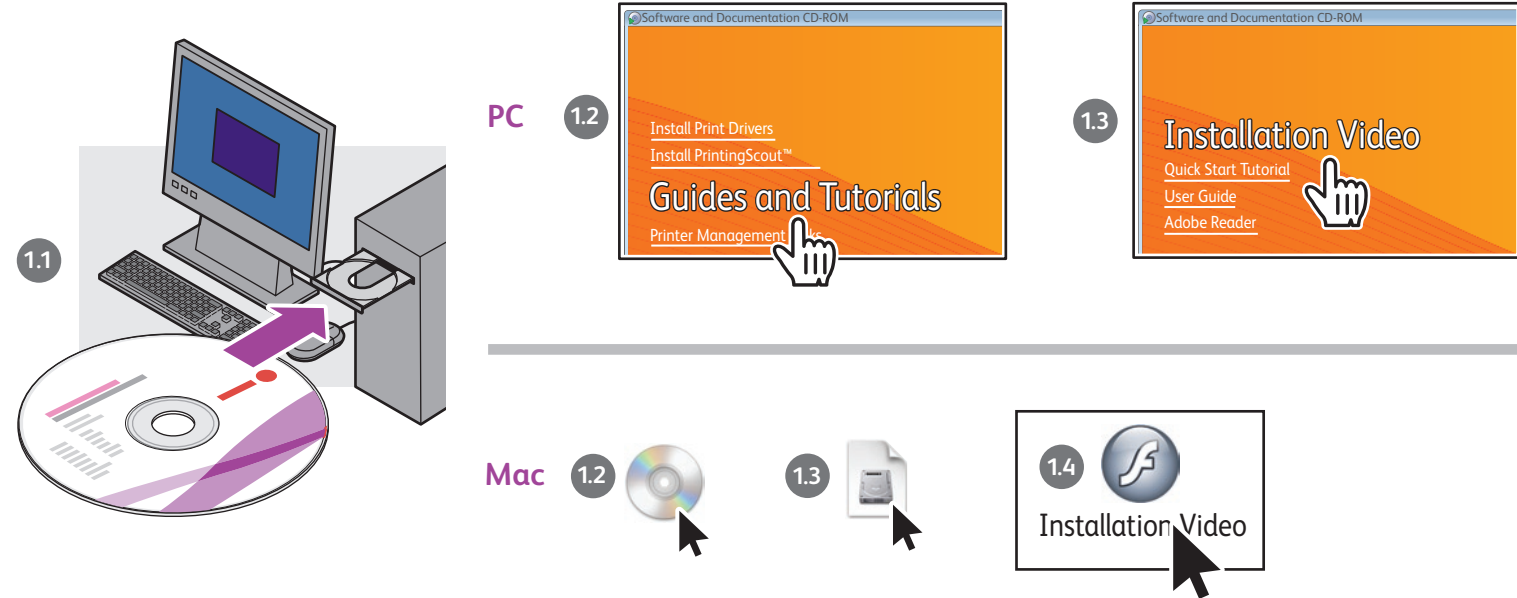 1.1
PC
1.2
Software and Documentation CD-ROM
Install Print Drivers
Install PrintingScout™
Guides and Tutorials
Printer Management
1.3
Software and Documentation CD-ROM
Installation Video
Quick Start Tutorial
User Guide
Adobe Reader
Mac
1.2
1.3
1.4
Installation Video